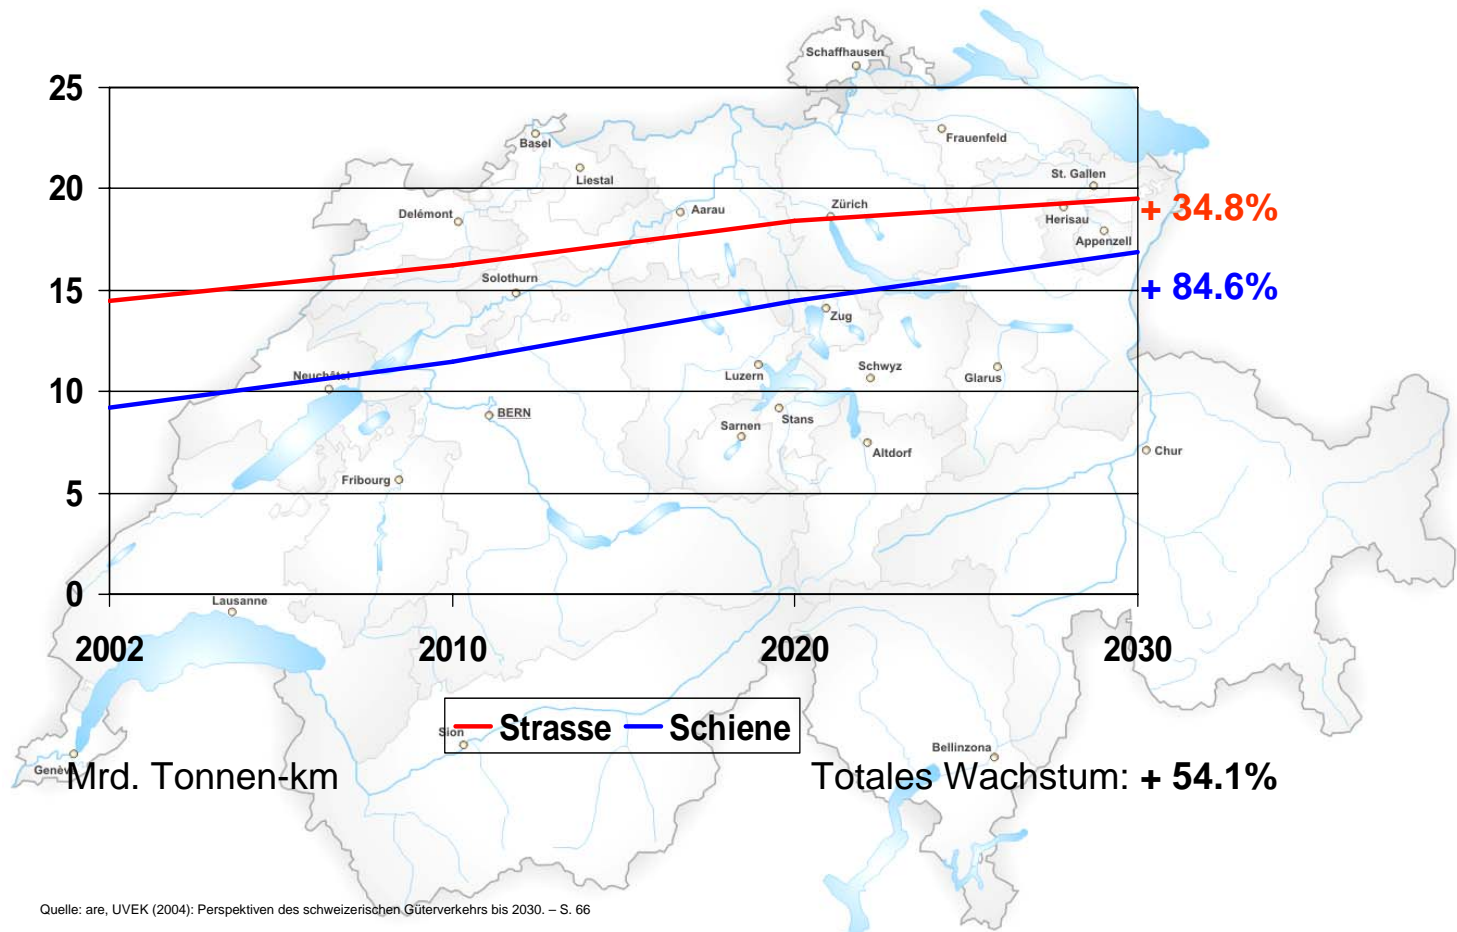 Schaffhausen
25
Basel
Frauenfeld
Liestal
St. Gallen
20
Delémont
Aarau
Zürich
Herisau
+ 34.8%
Appenzell
Solothurn
15
+ 84.6%
Zug
Neuchâtel
Luzern
Schwyz
Glarus
10
BERN
Sarnen
Stans
Altdorf
Chur
Fribourg
5
0
Lausanne
2002 2010 2020 2030
Strasse Schiene
Sion
Bellinzona
Genève
Mrd. Tonnen-km
Totales Wachstum: + 54.1%
Quelle: are, UVEK (2004): Perspektiven des schweizerischen Güterverkehrs bis 2030. – S. 66